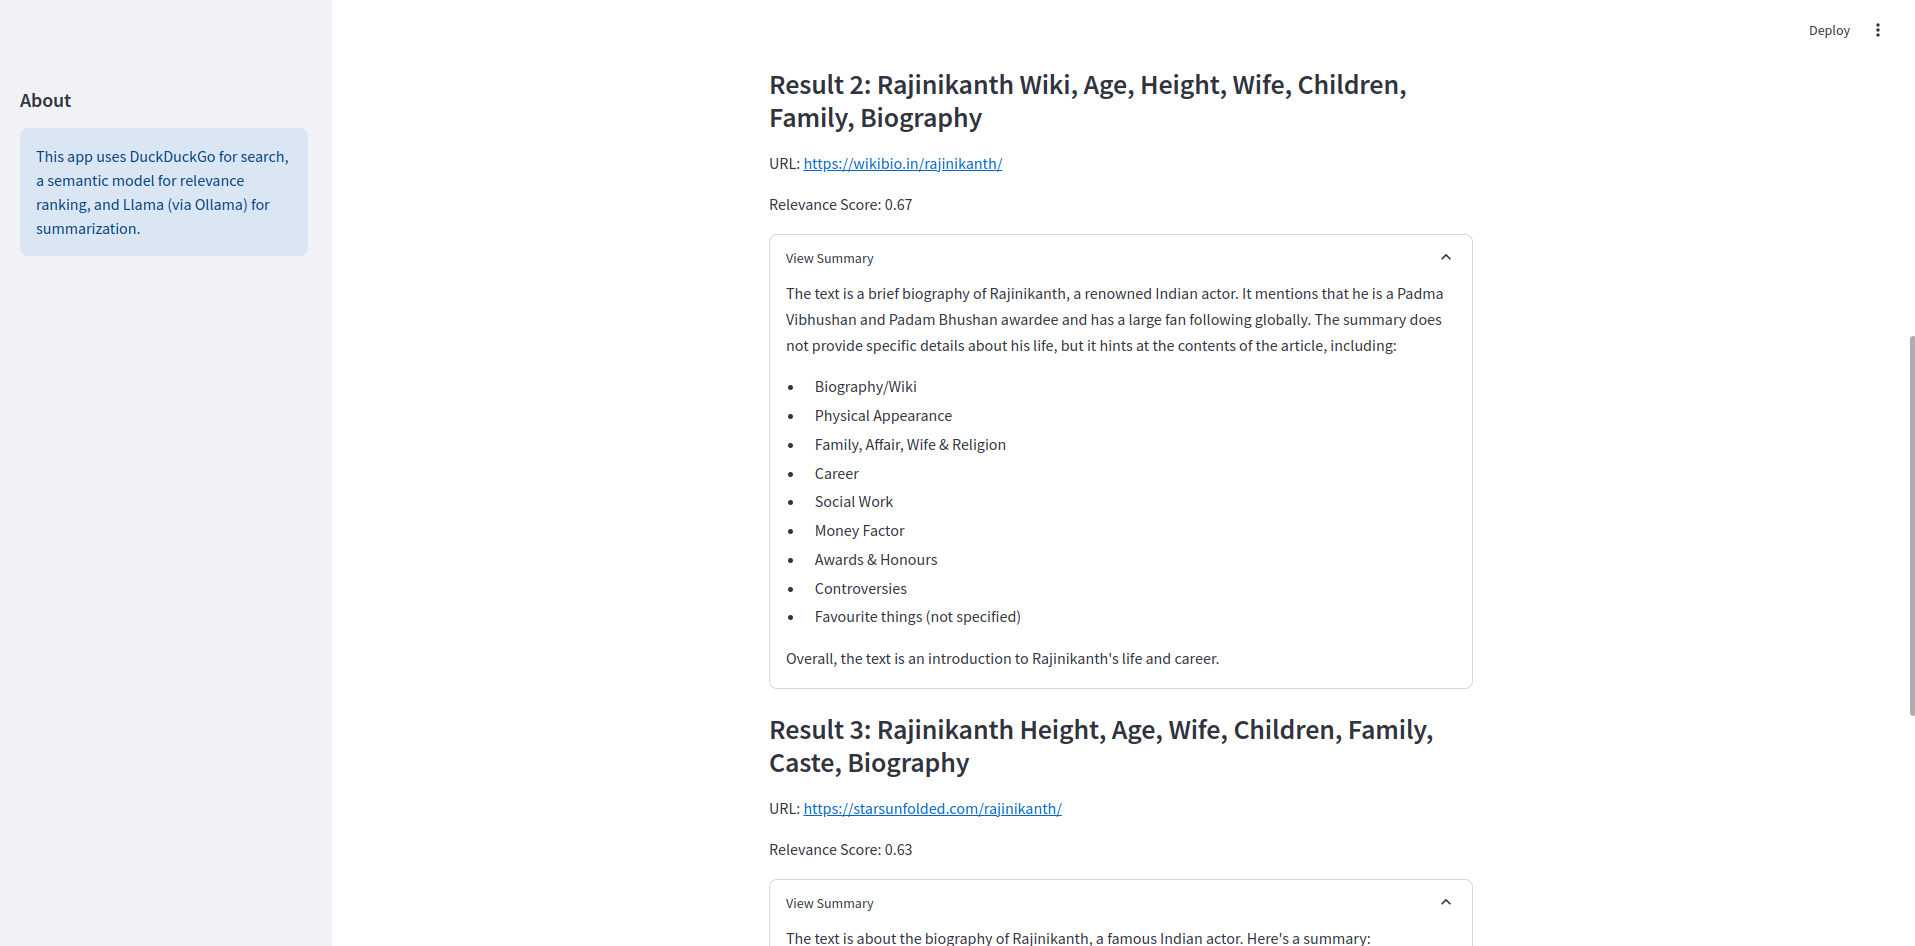 Deploy
About
This app uses DuckDuckGo for search,
a semantic model for relevance
ranking, and Llama (via Ollama) for
summarization.
Result 2: Rajinikanth Wiki, Age, Height, Wife, Children,
Family, Biography
URL: https://wikibio.in/rajinikanth/
Relevance Score: 0.67
View Summary
The text is a brief biography of Rajinikanth, a renowned Indian actor. It mentions that he is a Padma
Vibhushan and Padam Bhushan awardee and has a large fan following globally. The summary does
not provide specific details about his life, but it hints at the contents of the article, including:
• Biography/Wiki
• Physical Appearance
• Family, Affair, Wife & Religion
• Career
• Social Work
• Money Factor
• Awards & Honours
• Controversies
• Favourite things (not specified)
Overall, the text is an introduction to Rajinikanth's life and career.
Result 3: Rajinikanth Height, Age, Wife, Children, Family,
Caste, Biography
URL: https://starsunfolded.com/rajinikanth/
Relevance Score: 0.63
View Summary
The text is about the biography of Rajinikanth, a famous Indian actor. Here's a summary: